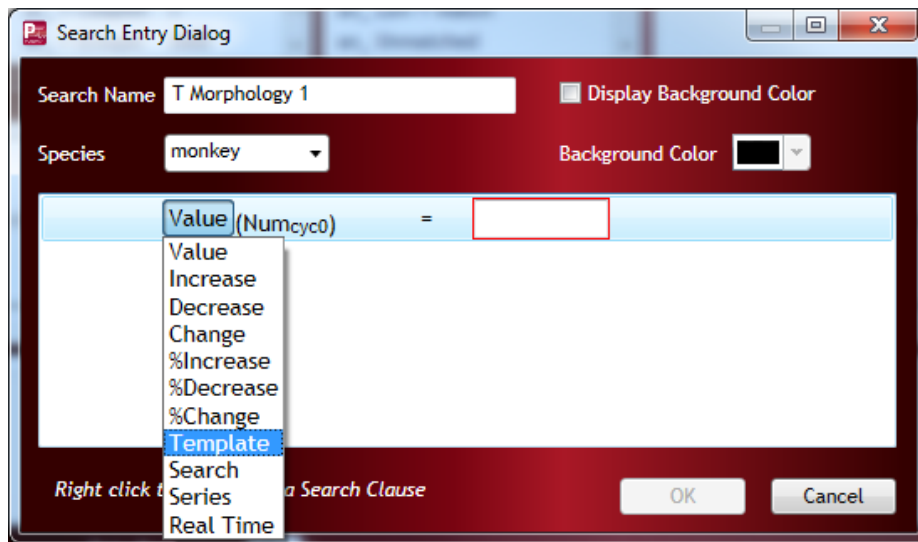 Search Entry Dialog
Search Name T Morphology 1 Display Background Color
Species monkey Background Color
Value (Numcyc0) =
Value
Increase
Decrease
Change
%Increase
%Decrease
%Change
Template
Search
Series
Real Time
Right click t a Search Clause
OK Cancel